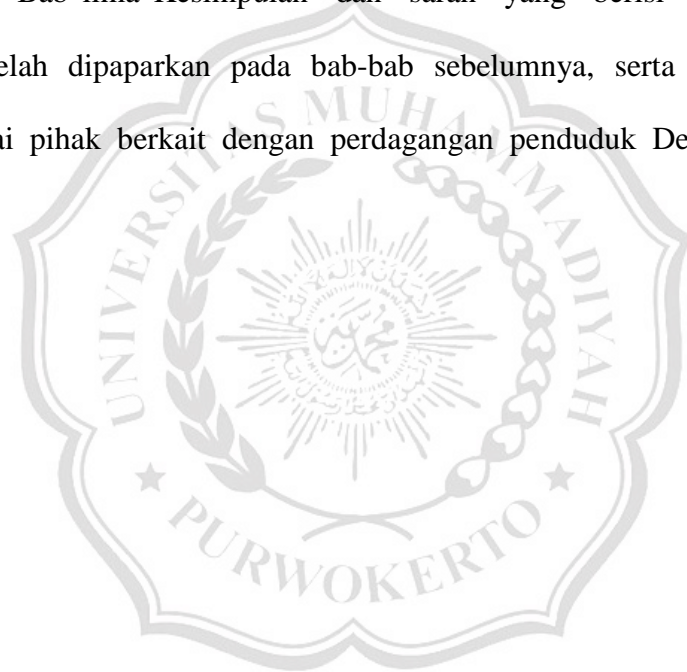 Bab lima Kesimpulan dan saran yang berisi
elah dipaparkan pada bab-bab sebelumnya, serta
ai pihak berkait dengan perdagangan penduduk De
UNIVERSITAS MUHAMMADIYAH
PURWOKERTO